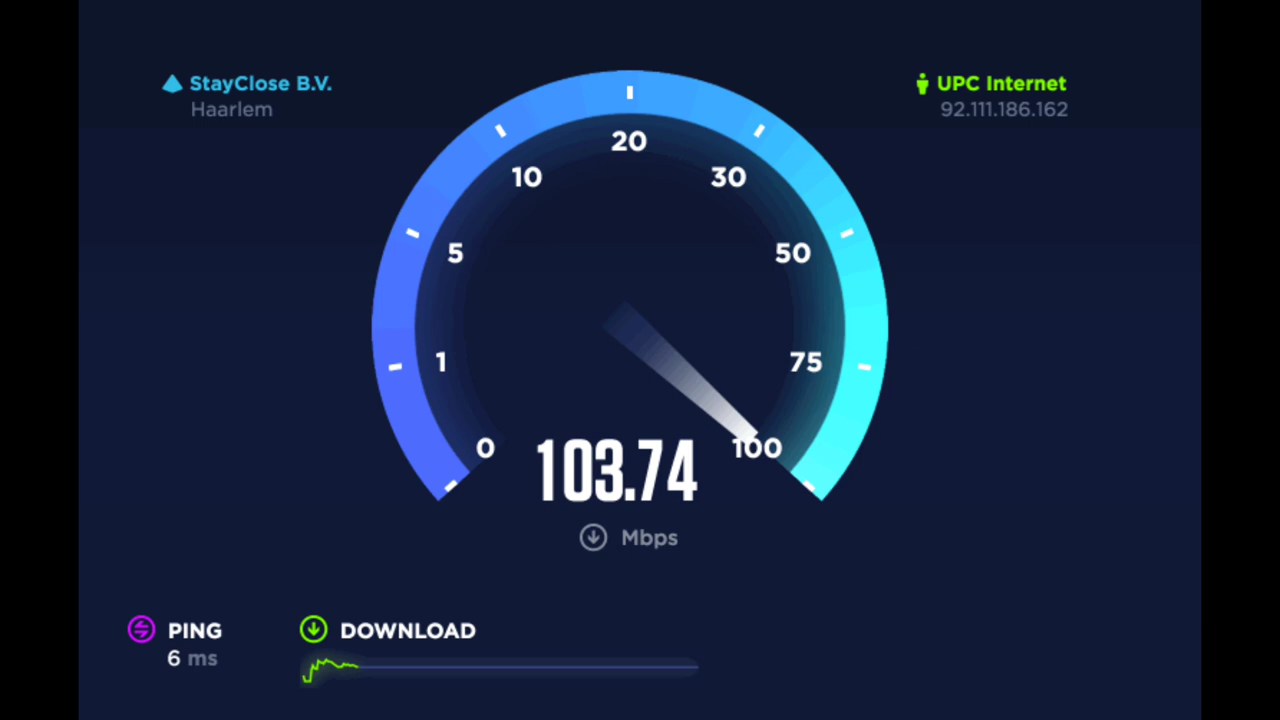 StayClose B.V.
Haarlem
UPC Internet
92.111.186.162
0
1
5
10
20
30
50
75
100
103.74
Mbps
PING
6 ms
DOWNLOAD